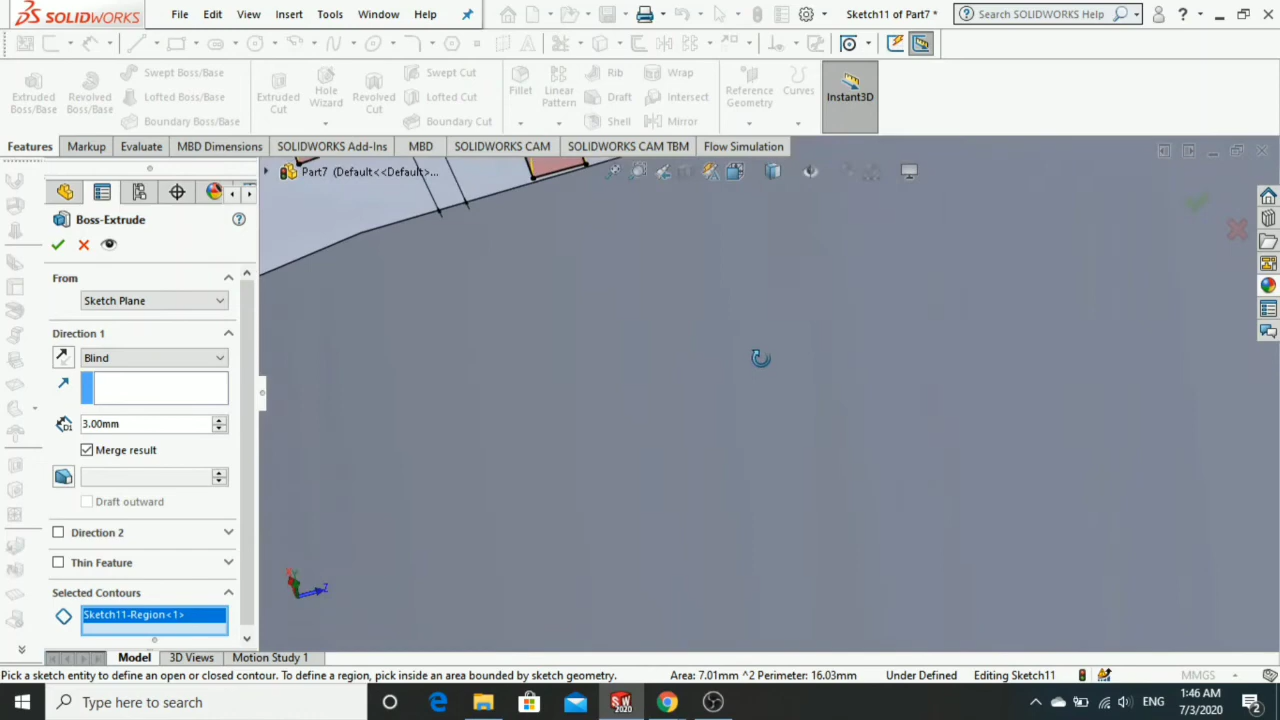 SOLIDWORKS File Edit View Insert Tools Window Help Sketch11 of Part7 * Search SOLIDWORKS Help
Extruded Boss/Base Revolved Boss/Base Swept Boss/Base Lofted Boss/Base Boundary Boss/Base Extruded Cut Hole Wizard Revolved Cut Swept Cut Lofted Cut Boundary Cut Fillet Linear Pattern Rib Draft Shell Wrap Intersect Mirror Reference Geometry Curves Instant3D
Features Markup Evaluate MBD Dimensions SOLIDWORKS Add-Ins MBD SOLIDWORKS CAM SOLIDWORKS CAM TBM Flow Simulation
Part7 (Default<<Default>...
Boss-Extrude
From
Sketch Plane
Direction 1
Blind
3.00mm
Merge result
Draft outward
Direction 2
Thin Feature
Selected Contours
Sketch11-Region<1>
Model 3D Views Motion Study 1
Pick a sketch entity to define an open or closed contour. To define a region, pick inside an area bounded by sketch geometry. Area: 7.01mm ^2 Perimeter: 16.03mm Under Defined Editing Sketch11 MMGS
Type here to search ENG 1:46 AM
7/3/2020